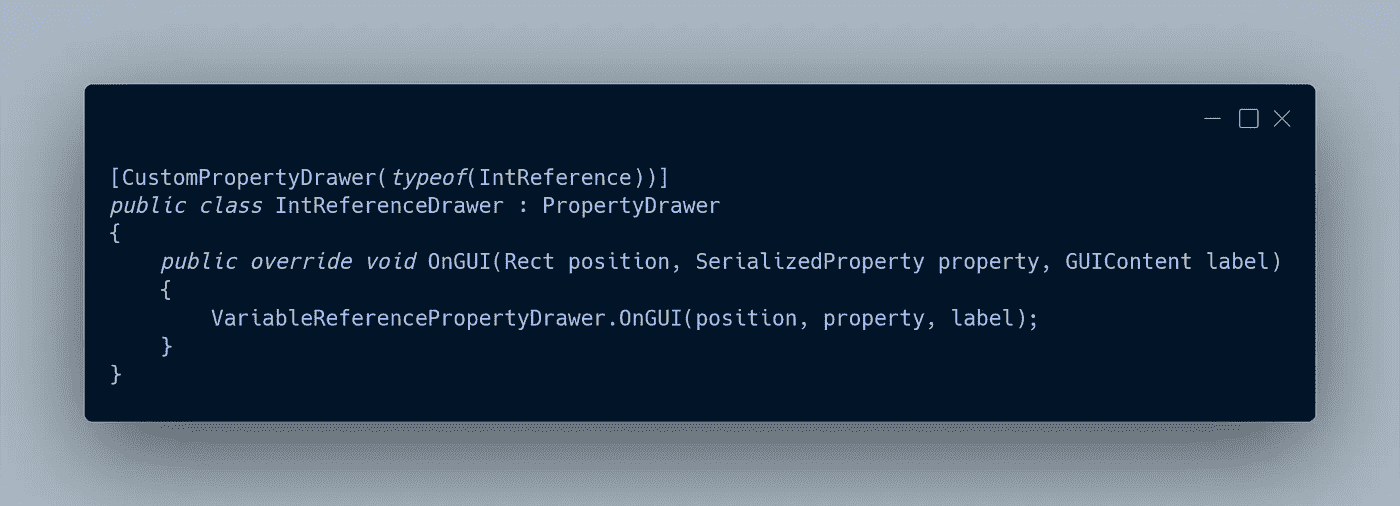 [CustomPropertyDrawer(typeof(IntReference))]
public class IntReferenceDrawer : PropertyDrawer
{
    public override void OnGUI(Rect position, SerializedProperty property, GUIContent label)
    {
        VariableReferencePropertyDrawer.OnGUI(position, property, label);
    }
}